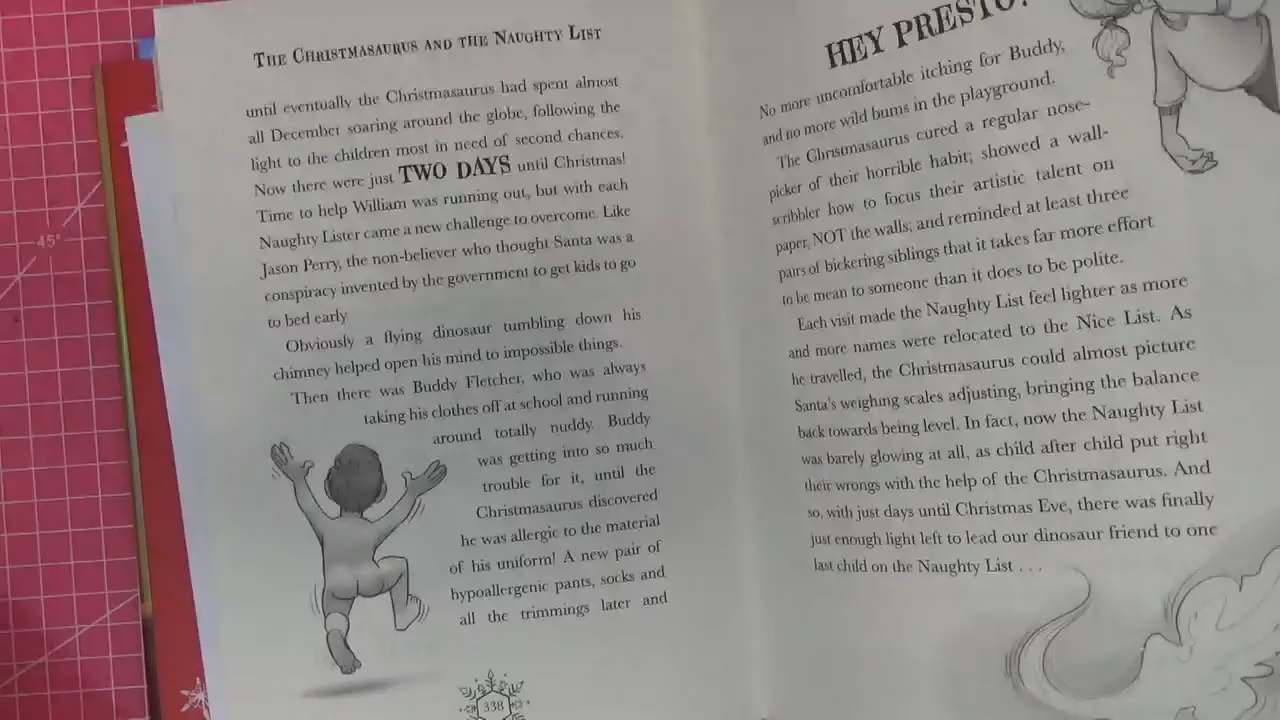 THE CHRISTMASAURUS AND THE NAUGHTY LIST
until eventually the Christmasaurus had spent almost
all December soaring around the globe, following the
light to the children most in need of second chances.
Now there were just TWO DAYS until Christmas!
Time to help William was running out, but with each
Naughty Lister came a new challenge to overcome. Like
Jason Perry, the non-believer who thought Santa was a
conspiracy invented by the government to get kids to go
to bed early.
Obviously a flying dinosaur tumbling down his
chimney helped open his mind to impossible things.
Then there was Buddy Fletcher, who was always
taking his clothes off at school and running
around totally nuddy. Buddy
was getting into so much
trouble for it, until the
Christmasaurus discovered
he was allergic to the material
of his uniform! A new pair of
hypoallergenic pants, socks and
all the trimmings later and
338
HEY PRESTO!
No more uncomfortable itching for Buddy,
and no more wild bums in the playground.
The Christmasaurus cured a regular nose-
picker of their horrible habit; showed a wall-
scribbler how to focus their artistic talent on
paper, NOT the walls; and reminded at least three
pairs of bickering siblings that it takes far more effort
to be mean to someone than it does to be polite.
Each visit made the Naughty List feel lighter as more
and more names were relocated to the Nice List. As
he travelled, the Christmasaurus could almost picture
Santa's weighing scales adjusting, bringing the balance
back towards being level. In fact, now the Naughty List
was barely glowing at all, as child after child put right
their wrongs with the help of the Christmasaurus. And
so, with just days until Christmas Eve, there was finally
just enough light left to lead our dinosaur friend to one
last child on the Naughty List . . .
45°